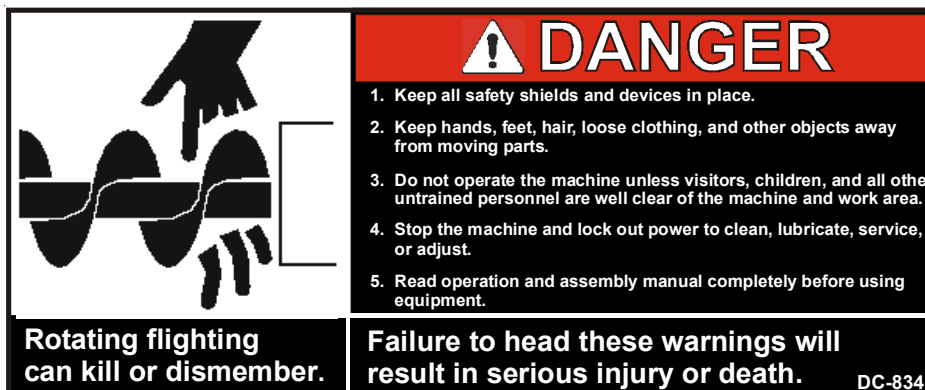 DANGER
1. Keep all safety shields and devices in place.
2. Keep hands, feet, hair, loose clothing, and other objects away
from moving parts.
3. Do not operate the machine unless visitors, children, and all othe
untrained personnel are well clear of the machine and work area.
4. Stop the machine and lock out power to clean, lubricate, service,
or adjust.
5. Read operation and assembly manual completely before using
equipment.
Rotating flighting
can kill or dismember.
Failure to head these warnings will
result in serious injury or death.
DC-834